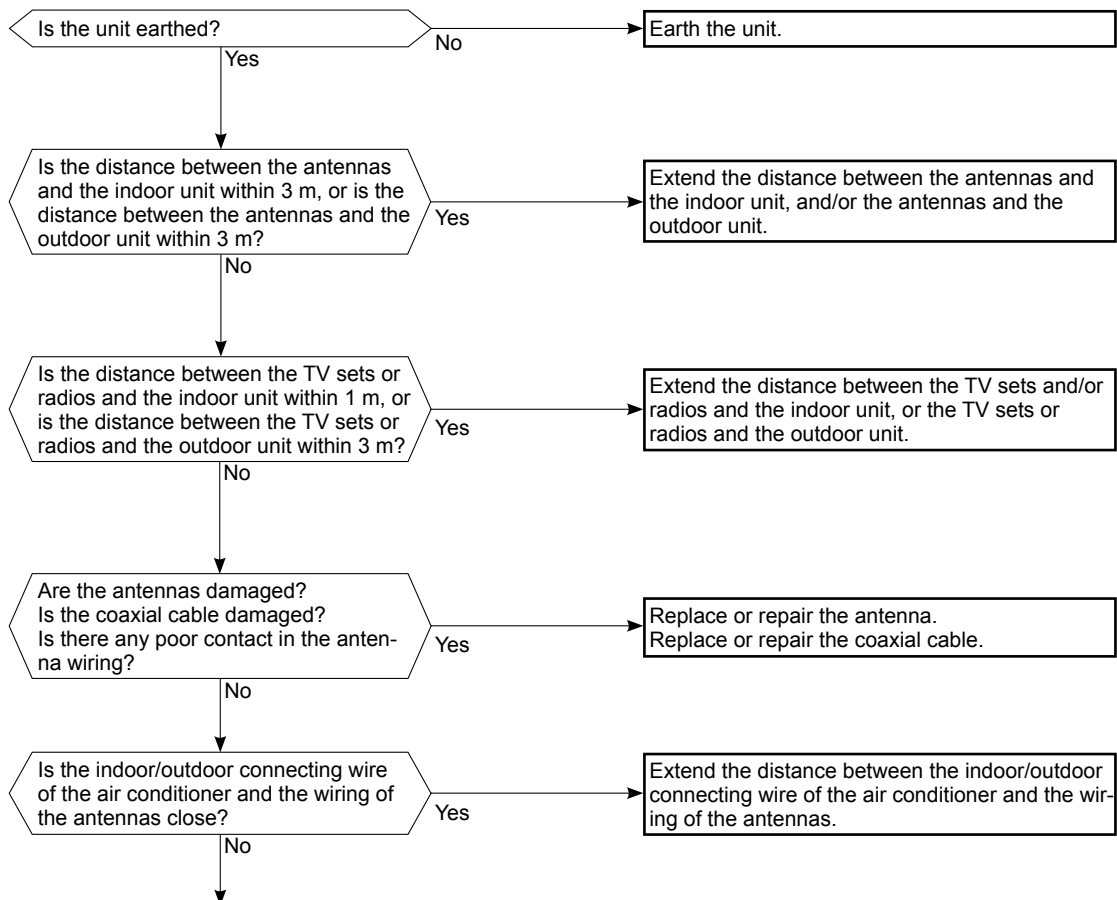 Is the unit earthed?
No
Earth the unit.
Yes
Is the distance between the antennas
and the indoor unit within 3 m, or is the
distance between the antennas and the
outdoor unit within 3 m?
Yes
Extend the distance between the antennas and
the indoor unit, and/or the antennas and the
outdoor unit.
No
Is the distance between the TV sets or
radios and the indoor unit within 1 m, or
is the distance between the TV sets or
radios and the outdoor unit within 3 m?
Yes
Extend the distance between the TV sets and/or
radios and the indoor unit, or the TV sets or
radios and the outdoor unit.
No
Are the antennas damaged?
Is the coaxial cable damaged?
Is there any poor contact in the anten-
na wiring?
Yes
Replace or repair the antenna.
Replace or repair the coaxial cable.
No
Is the indoor/outdoor connecting wire
of the air conditioner and the wiring of
the antennas close?
Yes
Extend the distance between the indoor/outdoor
connecting wire of the air conditioner and the wir-
ing of the antennas.
No